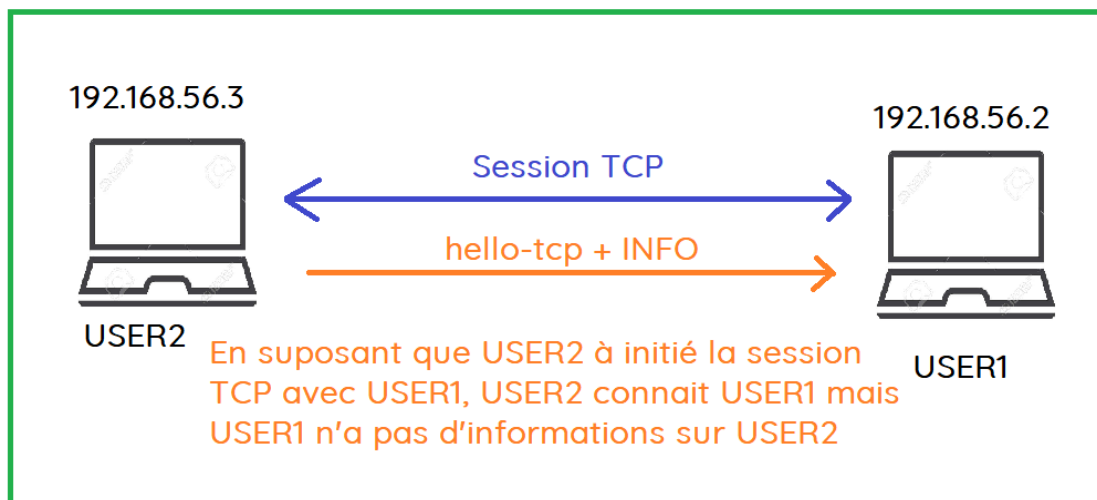 192.168.56.3
192.168.56.2
Session TCP
hello-tcp + INFO
USER2
USER1
En suposant que USER2 à initié la session
TCP avec USER1, USER2 connait USER1 mais
USER1 n'a pas d'informations sur USER2